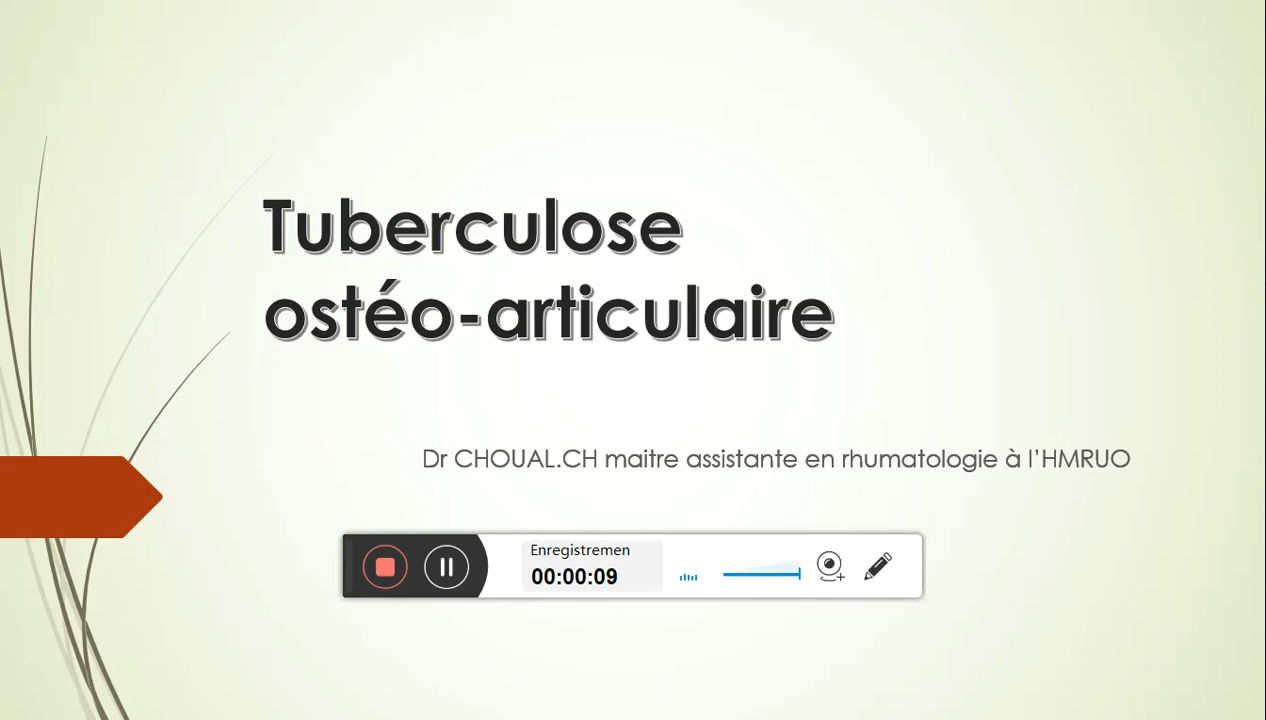 Tuberculose
ostéo-articulaire
Dr CHOUAL.CH maitre assistante en rhumatologie à l'HMRUO
Enregistremen
00:00:09